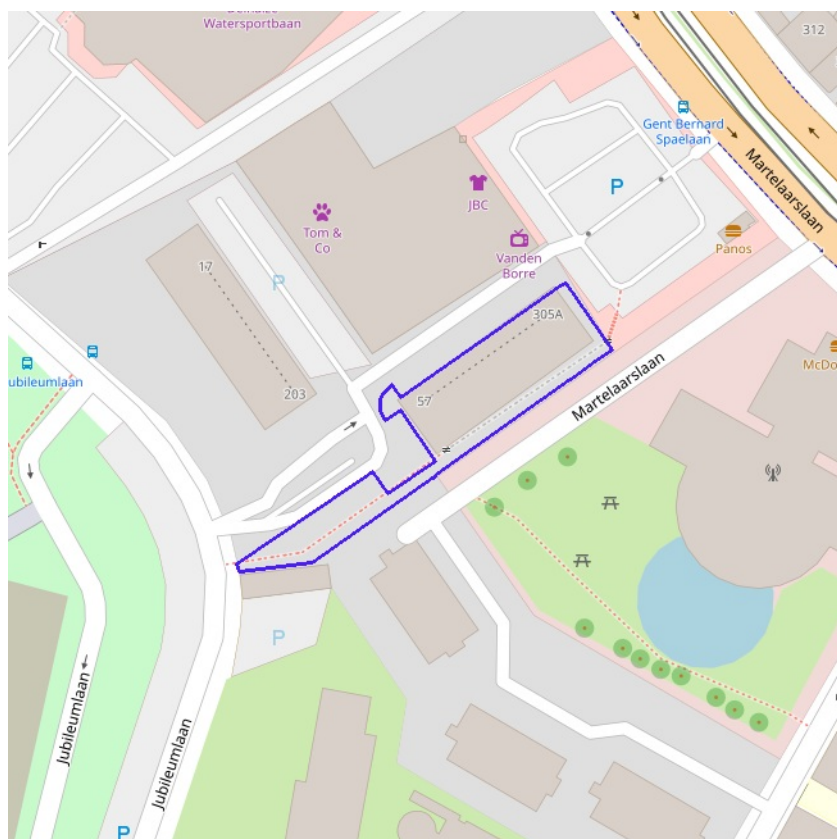 Watersportbaan
312
Gent Bernard
Spaelaan
Martelaarslaan
P
JBC
Tom &
Co
Vanden
Borre
Panos
17
P
305A
McDo
Jubileumlaan
Martelaarslaan
203
57
P
Jubileumlaan
Jubileumlaan
P